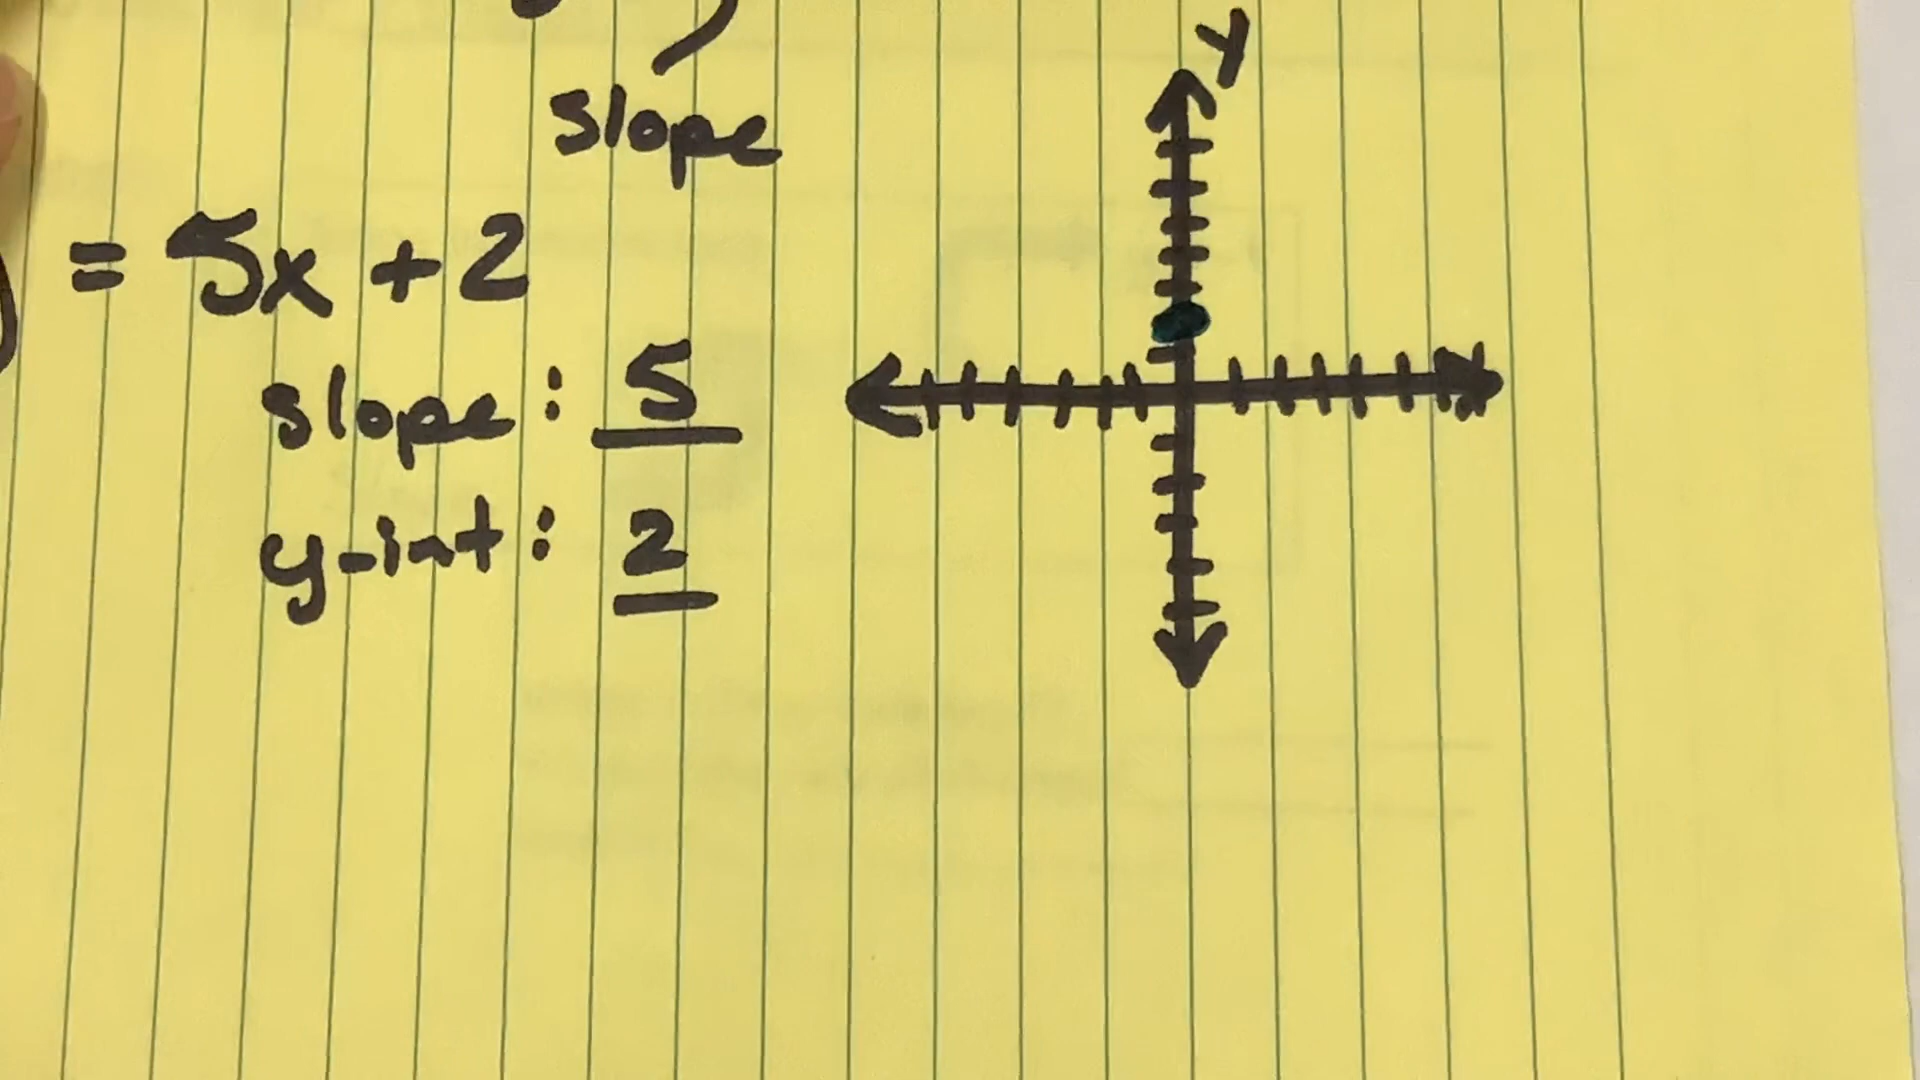 slope
y
= 5x + 2
slope: 5
y-int: 2